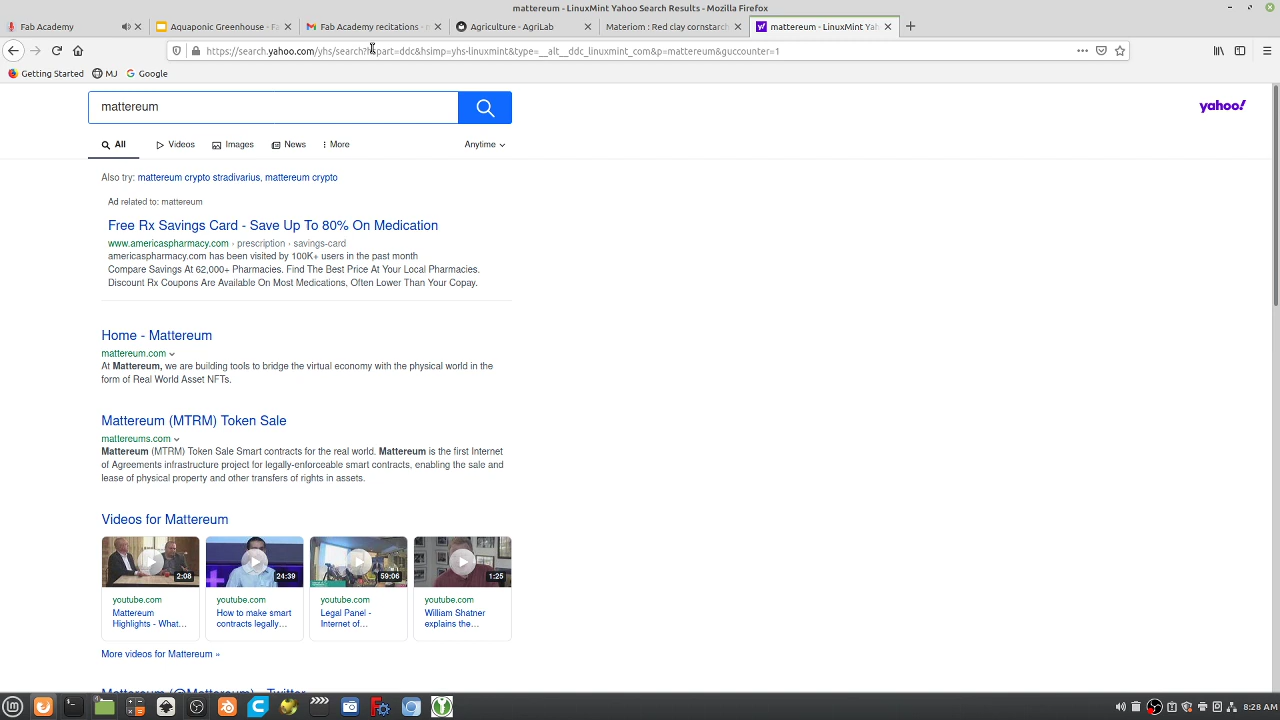 mattereum - LinuxMint Yahoo Search Results - Mozilla Firefox
Fab Academy
Aquaponic Greenhouse - F
Fab Academy recitations - n
Agriculture - AgriLab
Materiom : Red clay cornstarch
mattereum - LinuxMint Yah
https://search.yahoo.com/yhs/search?hspart=ddc&hsimp=yhs-linuxmint&type=__alt__ddc_linuxmint_com&p=mattereum&guccounter=1
Getting Started
MJ
Google
mattereum
yahoo!
All
Videos
Images
News
More
Anytime
Also try: mattereum crypto stradivarius, mattereum crypto
Ad related to: mattereum
Free Rx Savings Card - Save Up To 80% On Medication
www.americaspharmacy.com › prescription › savings-card
americaspharmacy.com has been visited by 100K+ users in the past month
Compare Savings At 62,000+ Pharmacies. Find The Best Price At Your Local Pharmacies.
Discount Rx Coupons Are Available On Most Medications, Often Lower Than Your Copay.
Home - Mattereum
mattereum.com
At Mattereum, we are building tools to bridge the virtual economy with the physical world in the
form of Real World Asset NFTs.
Mattereum (MTRM) Token Sale
mattereums.com
Mattereum (MTRM) Token Sale Smart contracts for the real world. Mattereum is the first Internet
of Agreements infrastructure project for legally-enforceable smart contracts, enabling the sale and
lease of physical property and other transfers of rights in assets.
Videos for Mattereum
2:08
24:39
59:06
1:25
youtube.com
Mattereum
Highlights - What...
youtube.com
How to make smart
contracts legally...
youtube.com
Legal Panel -
Internet of...
youtube.com
William Shatner
explains the...
More videos for Mattereum »
Mattereum (@Mattereum) - Twitter
8:28 AM